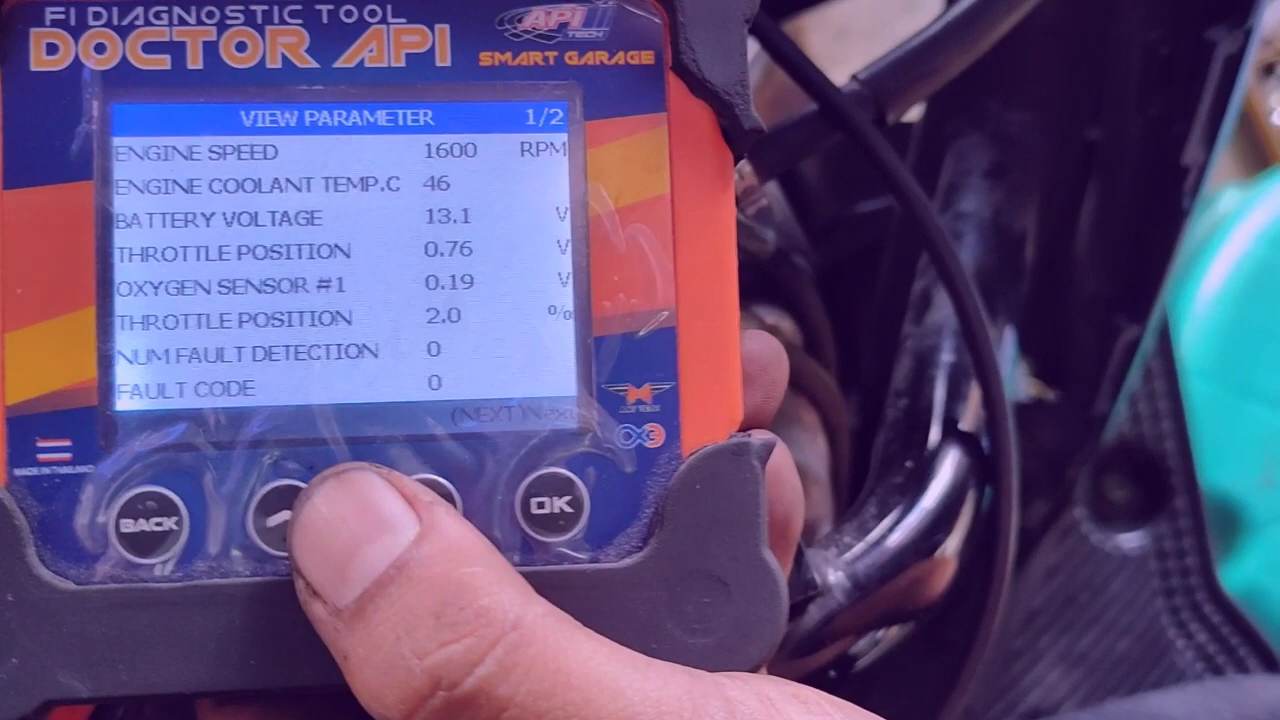 FI DIAGNOSTIC TOOL
DOCTOR API
API
TECH
SMART GARAGE
VIEW PARAMETER 1/2
ENGINE SPEED 1600 RPM
ENGINE COOLANT TEMP.C 46
BATTERY VOLTAGE 13.1 V
THROTTLE POSITION 0.76 V
OXYGEN SENSOR #1 0.19 V
THROTTLE POSITION 2.0 %
NUM FAULT DETECTION 0
FAULT CODE 0
(NEXT)Next
MADE IN THAILAND
BACK
OK